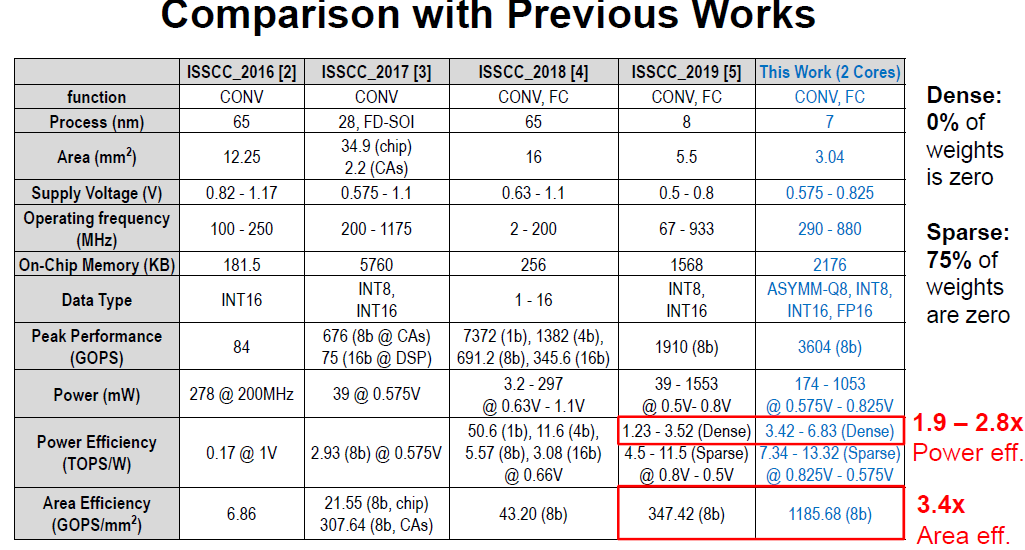 Comparison with Previous Works
ISSCC_2016 [2] ISSCC_2017 [3] ISSCC_2018 [4] ISSCC_2019 [5] This Work (2 Cores)
function CONV CONV CONV, FC CONV, FC CONV, FC
Process (nm) 65 28, FD-SOI 65 8 7
Area (mm²) 12.25 34.9 (chip) 2.2 (CAs) 16 5.5 3.04
Supply Voltage (V) 0.82 - 1.17 0.575 - 1.1 0.63 - 1.1 0.5 - 0.8 0.575 - 0.825
Operating frequency (MHz) 100 - 250 200 - 1175 2 - 200 67 - 933 290 - 880
On-Chip Memory (KB) 181.5 5760 256 1568 2176
Data Type INT16 INT8, INT16 1 - 16 INT8, INT16 ASYMM-Q8, INT8, INT16, FP16
Peak Performance (GOPS) 84 676 (8b @ CAs) 75 (16b @ DSP) 7372 (1b), 1382 (4b), 691.2 (8b), 345.6 (16b) 1910 (8b) 3604 (8b)
Power (mW) 278 @ 200MHz 39 @ 0.575V 3.2 - 297 @ 0.63V - 1.1V 39 - 1553 @ 0.5V- 0.8V 174 - 1053 @ 0.575V - 0.825V
Power Efficiency (TOPS/W) 0.17 @ 1V 2.93 (8b) @ 0.575V 50.6 (1b), 11.6 (4b), 5.57 (8b), 3.08 (16b) @ 0.66V 1.23 - 3.52 (Dense) 4.5 - 11.5 (Sparse) @ 0.8V - 0.5V 3.42 - 6.83 (Dense) 7.34 - 13.32 (Sparse) @ 0.825V - 0.575V
Area Efficiency (GOPS/mm²) 6.86 21.55 (8b, chip) 307.64 (8b, CAs) 43.20 (8b) 347.42 (8b) 1185.68 (8b)
Dense:
0% of
weights
is zero
Sparse:
75% of
weights
are zero
1.9 – 2.8x
Power eff.
3.4x
Area eff.